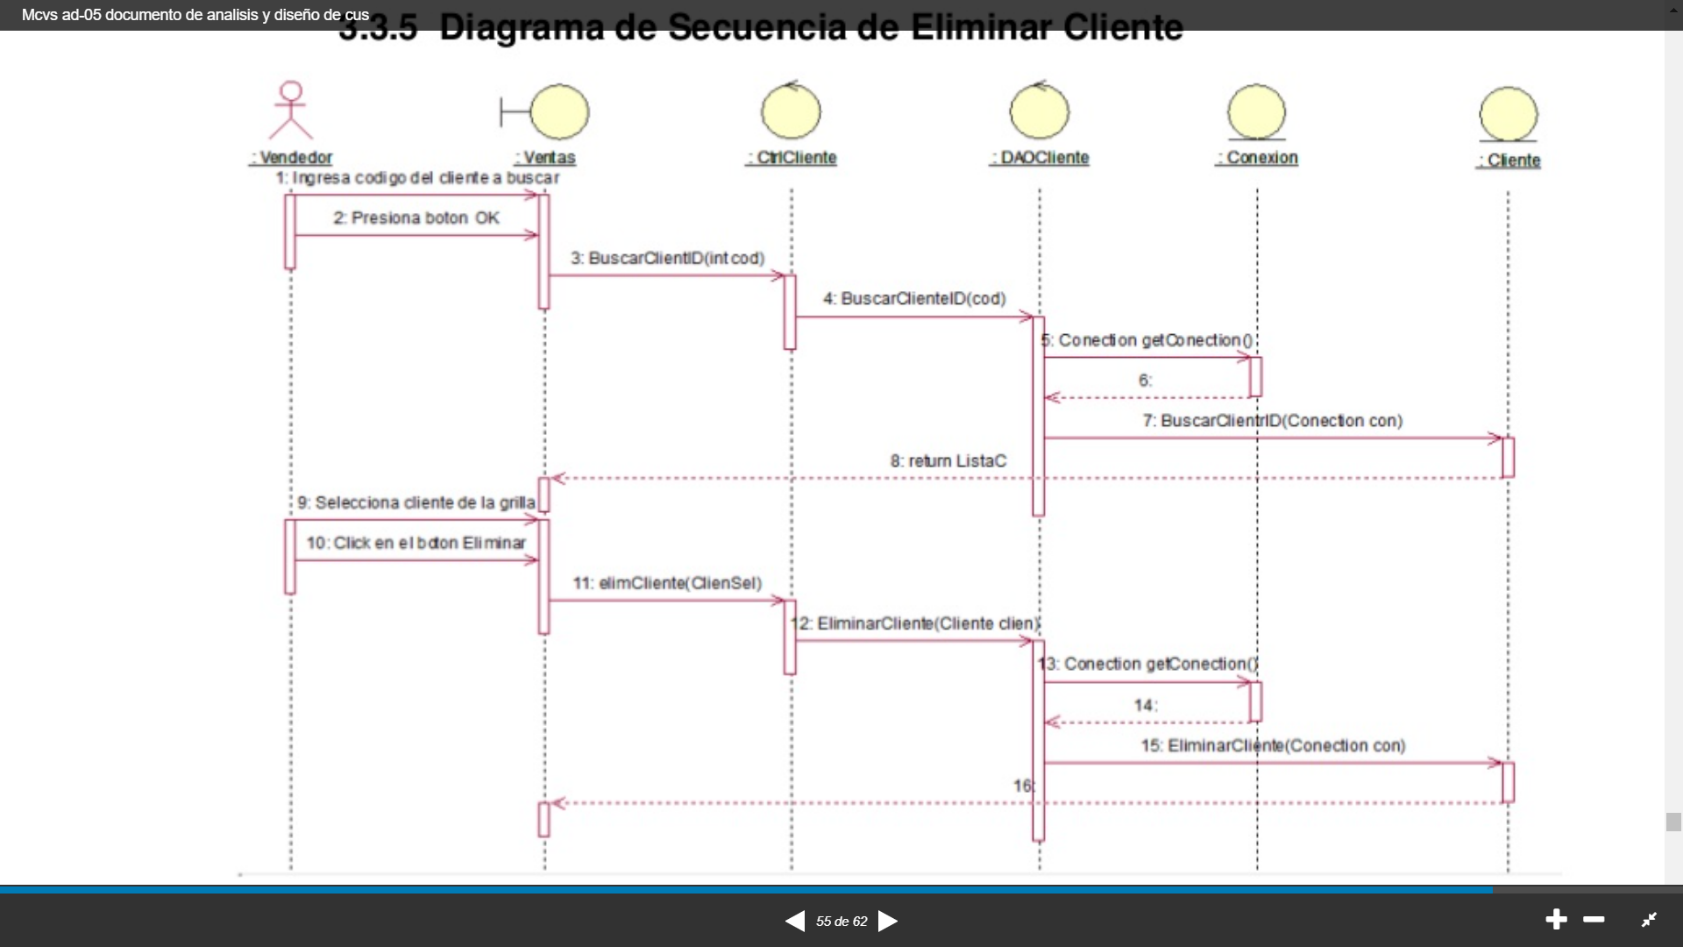 Mcvs ad-05 documento de analisis y diseño de cus
3.3.5 Diagrama de Secuencia de Eliminar Cliente
: Vendedor
: Ventas
: CtrlCliente
: DAOCliente
: Conexion
: Cliente
1: Ingresa codigo del cliente a buscar
2: Presiona boton OK
3: BuscarClientID(int cod)
4: BuscarClienteID(cod)
5: Conection getConection()
6:
7: BuscarClientrID(Conection con)
8: return ListaC
9: Selecciona cliente de la grilla
10: Click en el boton Eliminar
11: elimCliente(ClienSel)
12: EliminarCliente(Cliente clien)
13: Conection getConection()
14:
15: EliminarCliente(Conection con)
16:
55 de 62